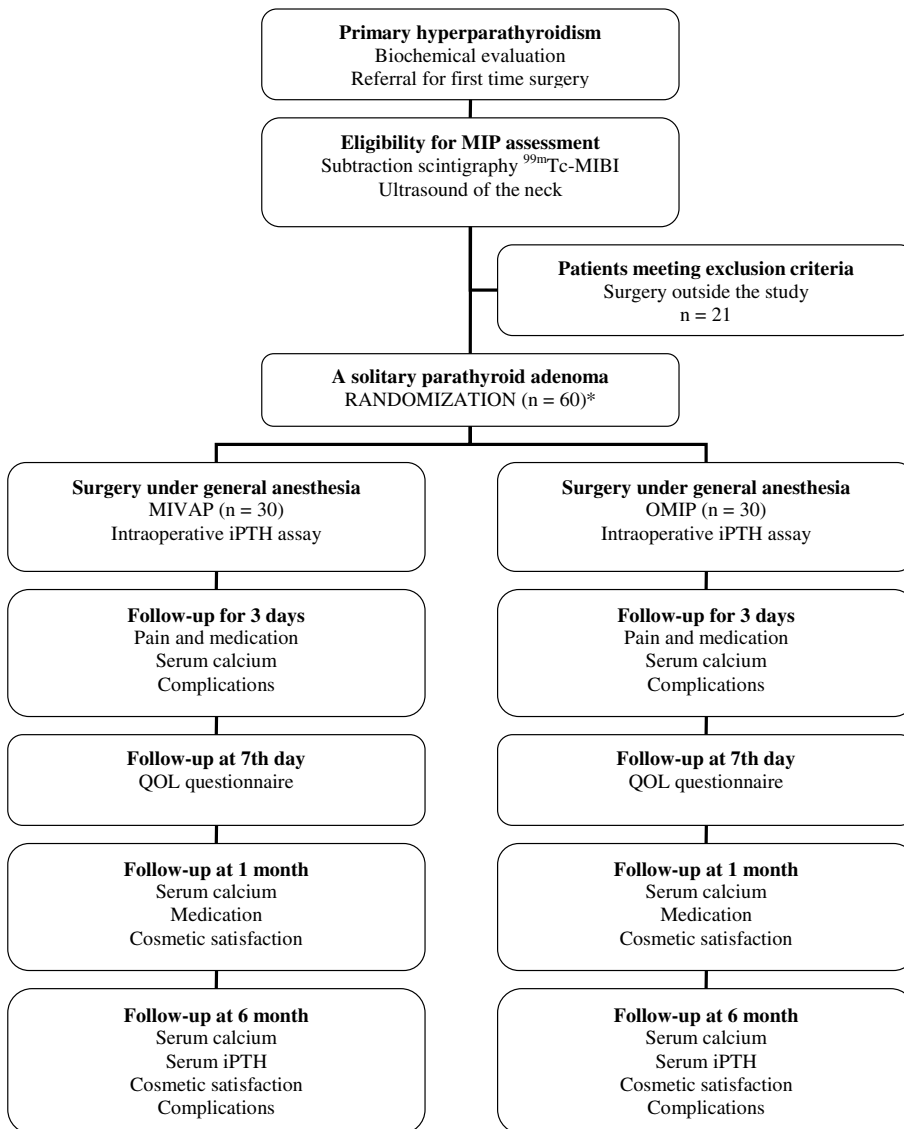 Primary hyperparathyroidism
Biochemical evaluation
Referral for first time surgery
Eligibility for MIP assessment
Subtraction scintigraphy ⁹⁹ᵐTc-MIBI
Ultrasound of the neck
Patients meeting exclusion criteria
Surgery outside the study
n = 21
A solitary parathyroid adenoma
RANDOMIZATION (n = 60)*
Surgery under general anesthesia
MIVAP (n = 30)
Intraoperative iPTH assay
Follow-up for 3 days
Pain and medication
Serum calcium
Complications
Follow-up at 7th day
QOL questionnaire
Follow-up at 1 month
Serum calcium
Medication
Cosmetic satisfaction
Follow-up at 6 month
Serum calcium
Serum iPTH
Cosmetic satisfaction
Complications
Surgery under general anesthesia
OMIP (n = 30)
Intraoperative iPTH assay
Follow-up for 3 days
Pain and medication
Serum calcium
Complications
Follow-up at 7th day
QOL questionnaire
Follow-up at 1 month
Serum calcium
Medication
Cosmetic satisfaction
Follow-up at 6 month
Serum calcium
Serum iPTH
Cosmetic satisfaction
Complications